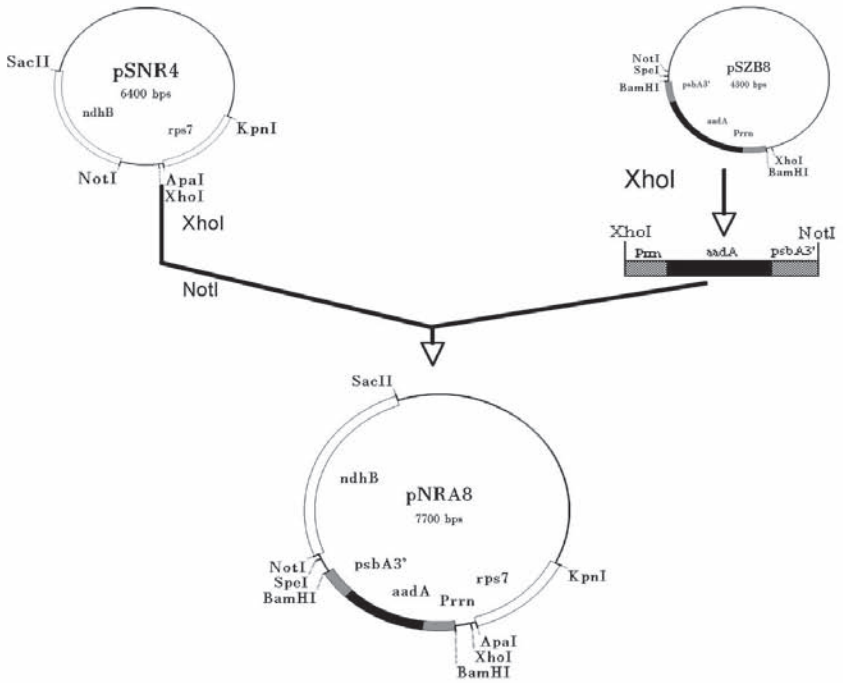 pSNR4
6400 bps
SacII
ndhB
rps7
KpnI
NotI
ApaI
XhoI
XhoI
NotI
pSZB8
4300 bps
NotI
SpeI
BamHI
psbA3'
aadA
Prrn
XhoI
BamHI
XhoI
XhoI
NotI
Prrn
aadA
psbA3'
SacII
ndhB
pNRA8
7700 bps
NotI
SpeI
BamHI
psbA3'
aadA
Prrn
rps7
KpnI
ApaI
XhoI
BamHI